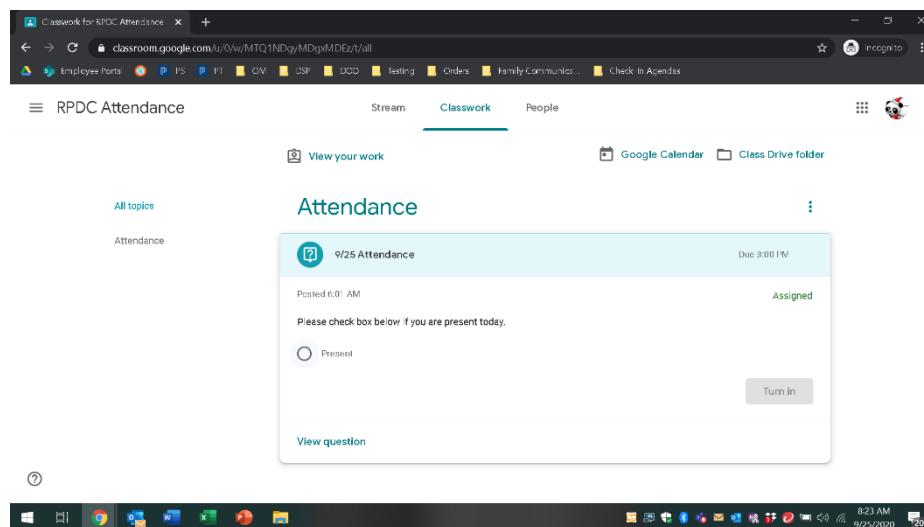 Classwork for RPDC Attendance
classroom.google.com/u/0/w/MTQ1NDgyMDgxMDEz/t/all
Incognito
Employee Portal
PS
PT
OM
DSP
DOO
Testing
Orders
Family Communica...
Check In Agendas
RPDC Attendance
Stream
Classwork
People
View your work
Google Calendar
Class Drive folder
All topics
Attendance
Attendance
9/25 Attendance
Due 3:00 PM
Posted 6:01 AM
Assigned
Please check box below if you are present today.
Present
Turn in
View question
8:23 AM
9/25/2020